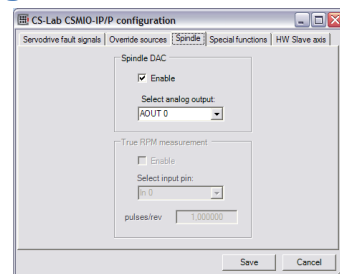 CS-Lab CSMIO-IP/P configuration
Servodrive fault signals Override sources Spindle Special functions HW Slave axis
Spindle DAC
Enable
Select analog output:
AOUT 0
True RPM measurement
Enable
Select input pin:
In 0
pulses/rev 1,000000
Save Cancel